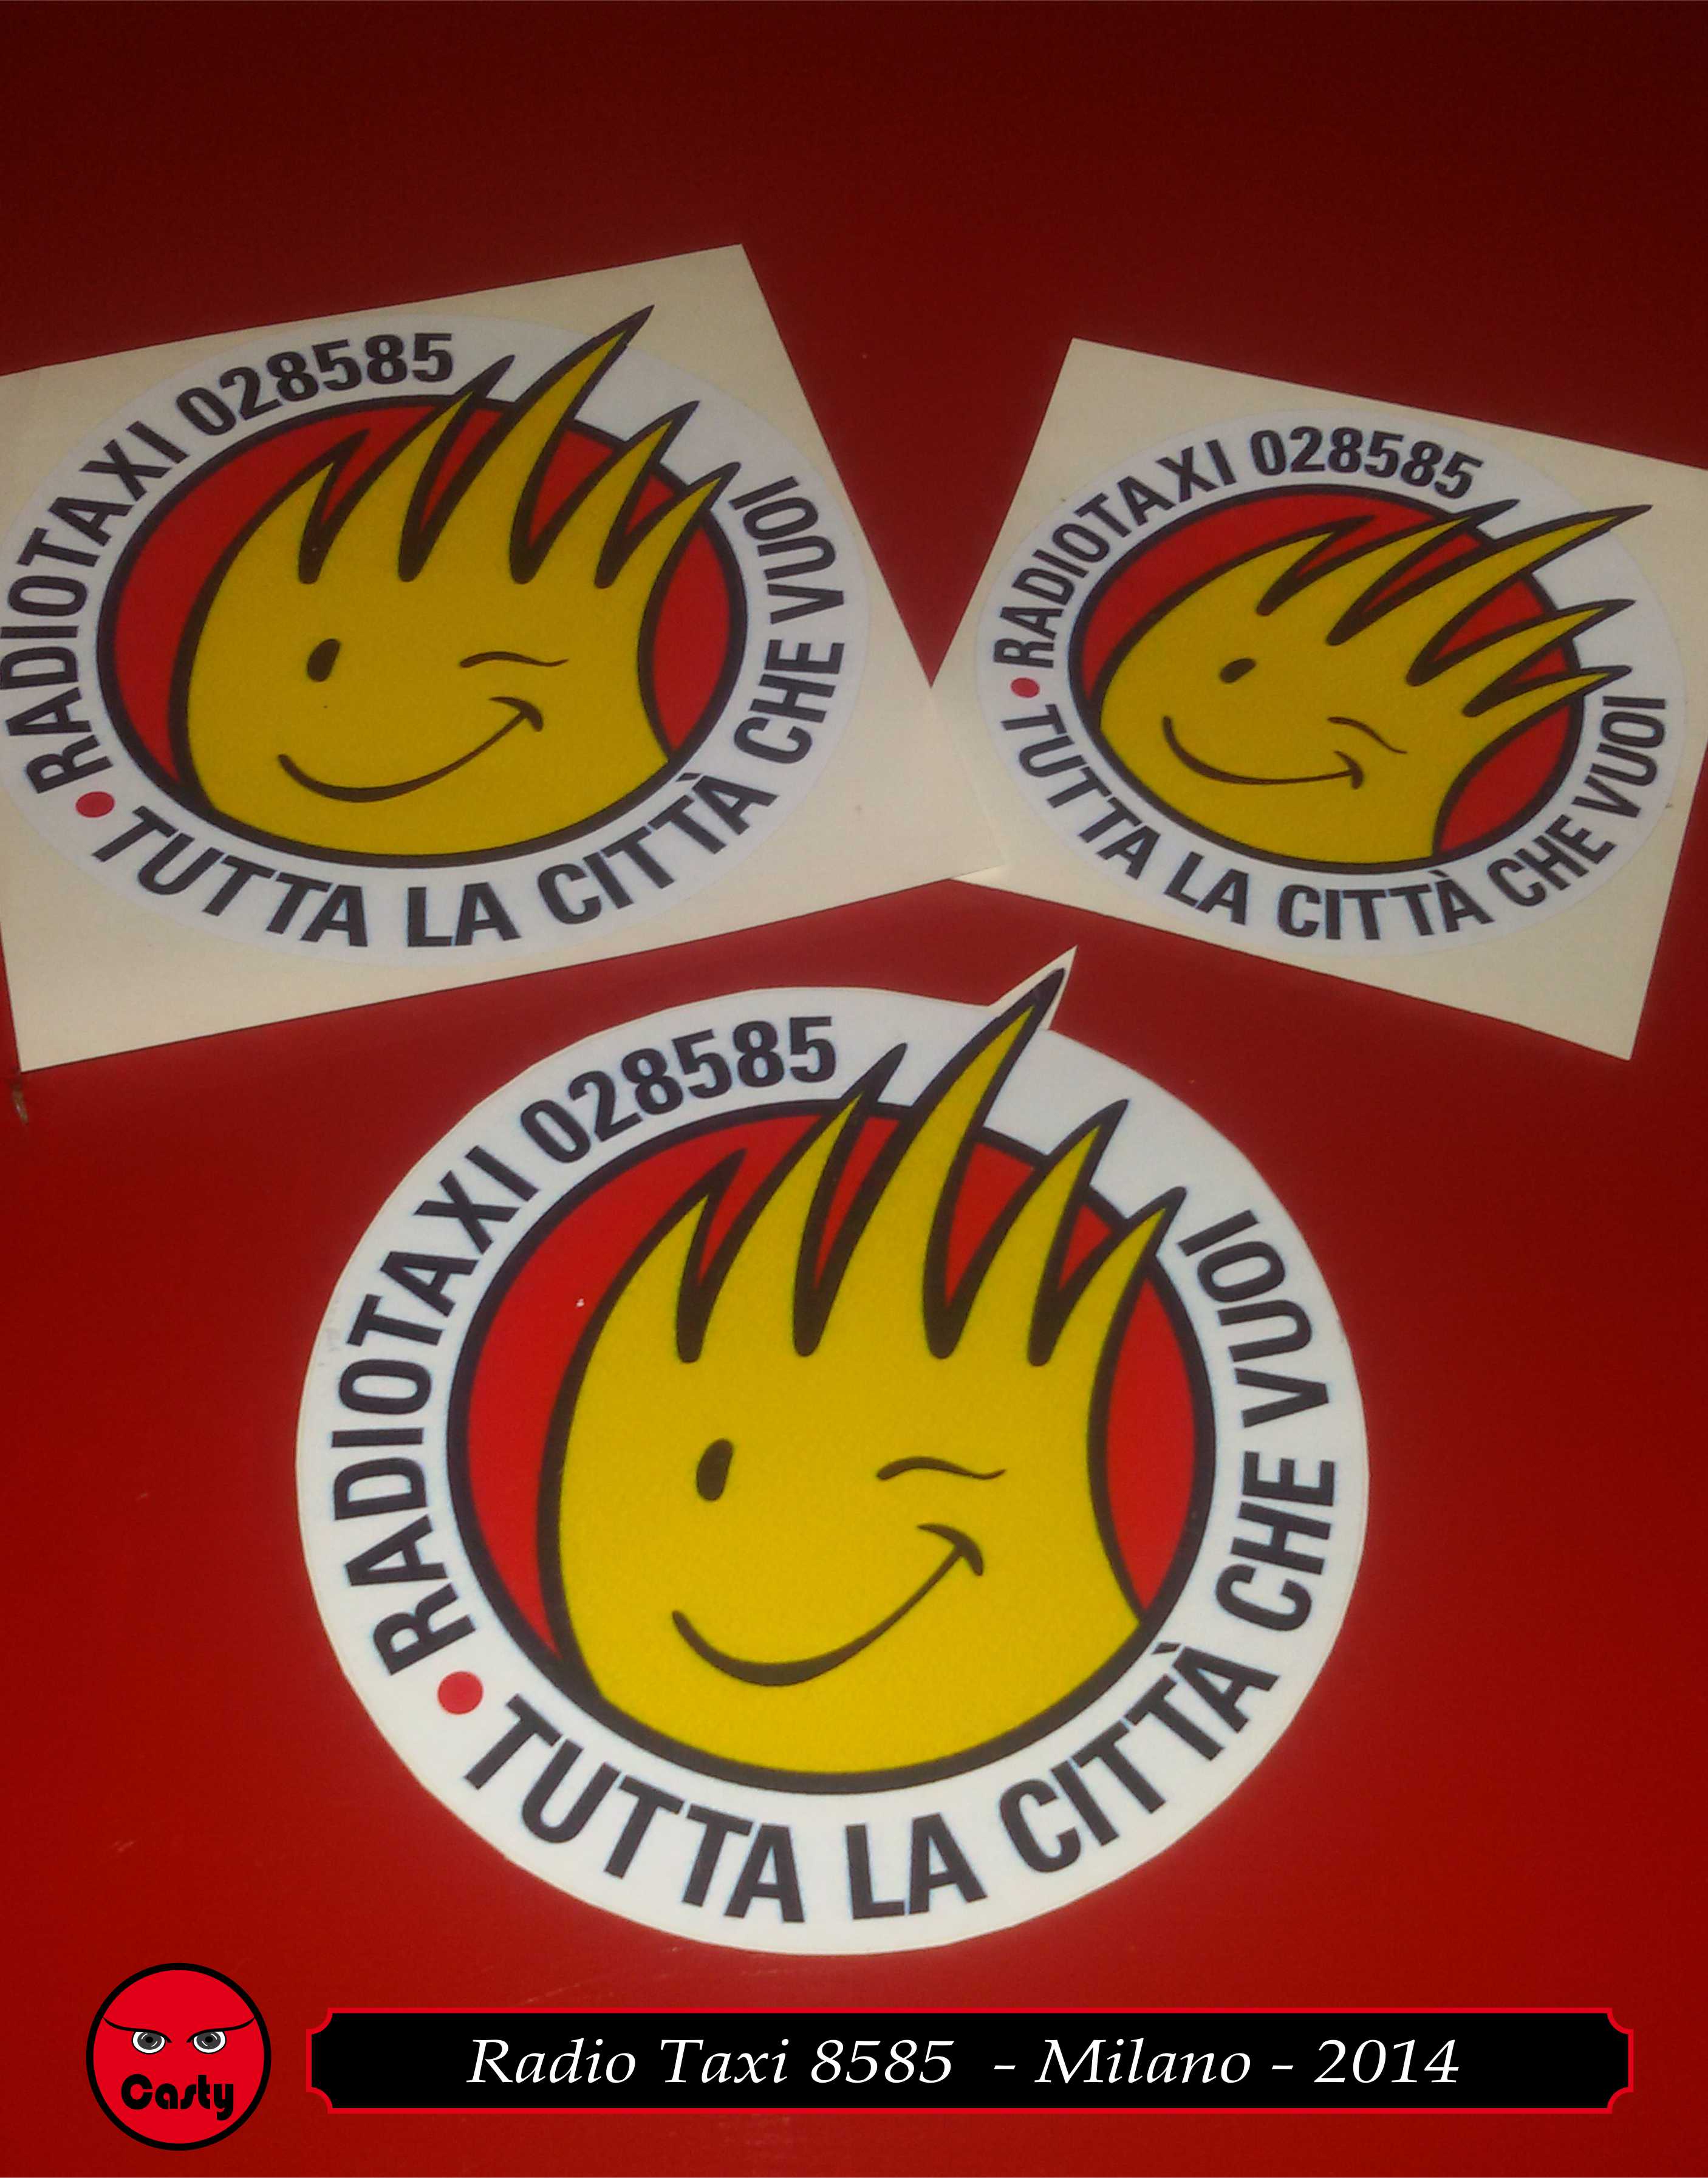 RADIOTAXI 028585
• TUTTA LA CITTÀ CHE VUOI
RADIOTAXI 028585
• TUTTA LA CITTÀ CHE VUOI
RADIOTAXI 028585
• TUTTA LA CITTÀ CHE VUOI
Casty
Radio Taxi 8585 - Milano - 2014